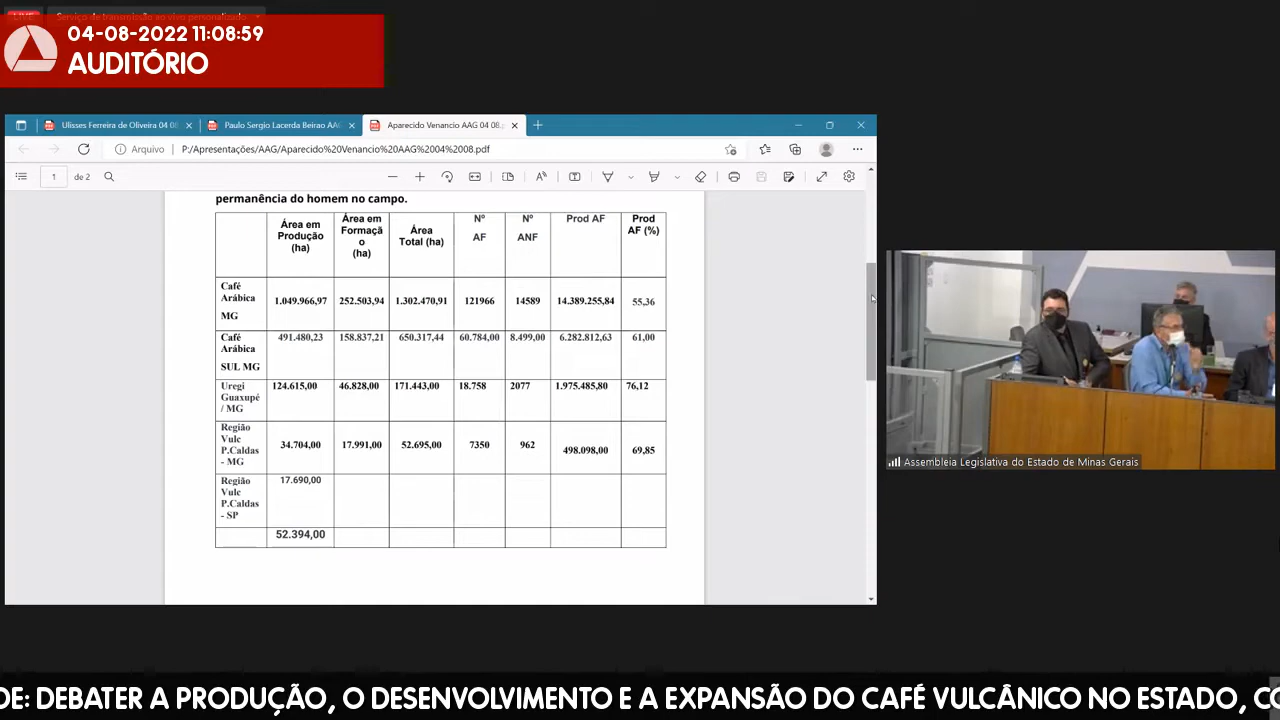 LIVE
Serviço de transmissão ao vivo personalizado
04-08-2022 11:08:59
AUDITÓRIO
Ulisses Ferreira de Oliveira 04 08
Paulo Sergio Lacerda Beirao AAG
Aparecido Venancio AAG 04 08.p
Arquivo P:/Apresentações/AAG/Aparecido%20Venancio%20AAG%2004%2008.pdf
1 de 2
permanência do homem no campo.
Área em Produção (ha) Área em Formaçã o (ha) Área Total (ha) Nº AF Nº ANF Prod AF Prod AF (%)
Café Arábica MG 1.049.966,97 252.503,94 1.302.470,91 121966 14589 14.389.255,84 55,36
Café Arábica SUL MG 491.480,23 158.837,21 650.317,44 60.784,00 8.499,00 6.282.812,63 61,00
Uregi Guaxupé / MG 124.615,00 46.828,00 171.443,00 18.758 2077 1.975.485,80 76,12
Região Vulc P.Caldas - MG 34.704,00 17.991,00 52.695,00 7350 962 498.098,00 69,85
Região Vulc P.Caldas - SP 17.690,00
52.394,00
Assembleia Legislativa do Estado de Minas Gerais
DE: DEBATER A PRODUÇÃO, O DESENVOLVIMENTO E A EXPANSÃO DO CAFÉ VULCÂNICO NO ESTADO, CO